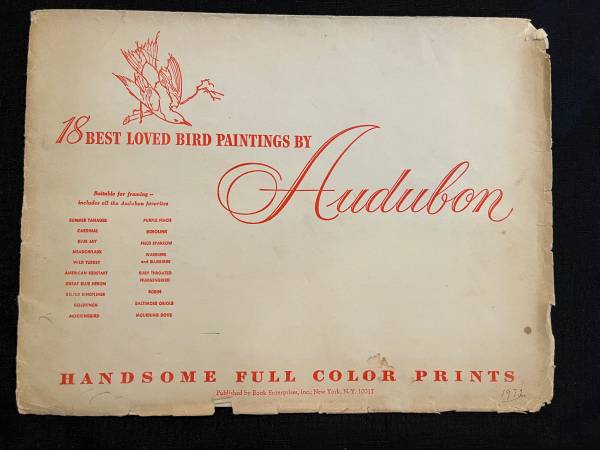 18 BEST LOVED BIRD PAINTINGS BY
Audubon
Suitable for framing—
includes all the Audubon favorites
SUMMER TANAGER
CARDINAL
BLUE JAY
MEADOWLARK
WILD TURKEY
AMERICAN REDSTART
GREAT BLUE HERON
BELTED KINGFISHER
GOLDFINCH
MOCKINGBIRD
PURPLE FINCH
BOBOLINK
FIELD SPARROW
WARBLERS
and BLUEBIRDS
RUBY THROATED
HUMMINGBIRD
ROBIN
BALTIMORE ORIOLE
MOURNING DOVE
HANDSOME FULL COLOR PRINTS
Published by Book Enterprises, Inc.; New York, N.Y. 10017